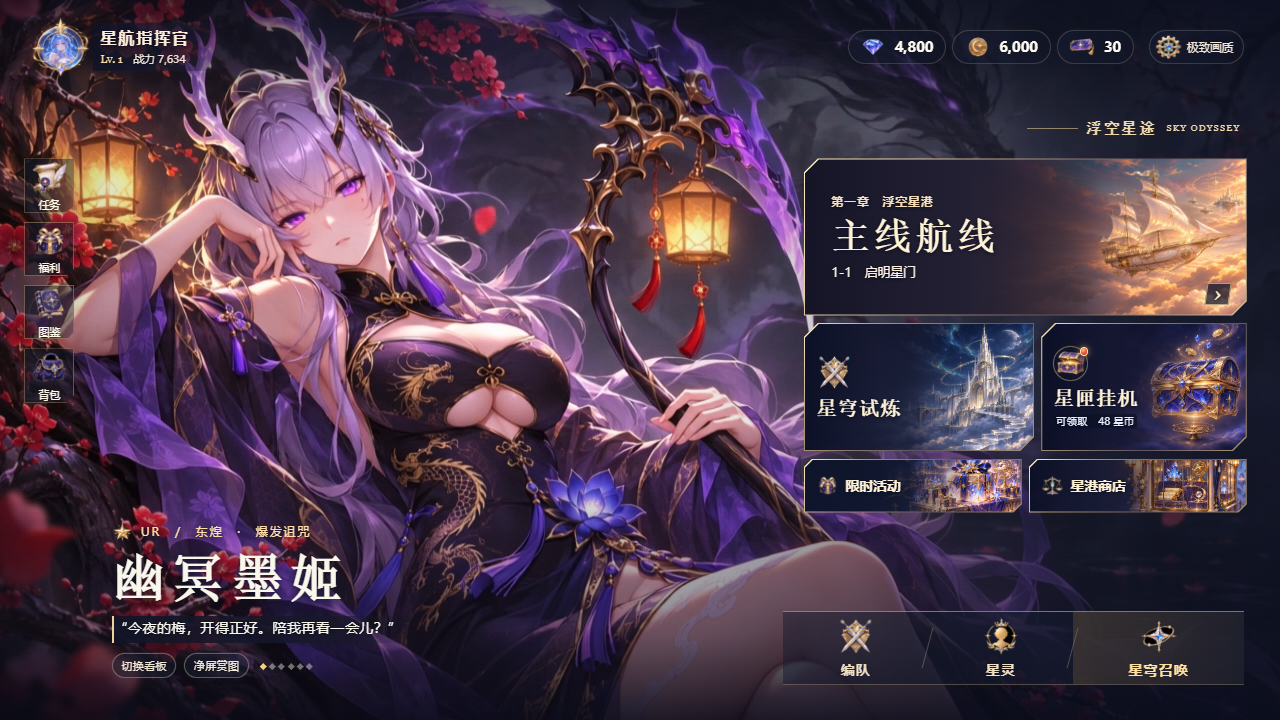 星航指挥官
Lv. 1 战力 7,634
4,800
6,000
30
极致画质
浮空星途 SKY ODYSSEY
任务
福利
图鉴
背包
第一章 浮空星港
主线航线
1-1 启明星门
星穹试炼
星匣挂机
可领取 48 星币
限时活动
星港商店
UR / 东煌 · 爆发诅咒
幽冥墨姬
“今夜的梅，开得正好。陪我再看一会儿？”
切换看板
净屏赏图
编队
星灵
星穹召唤